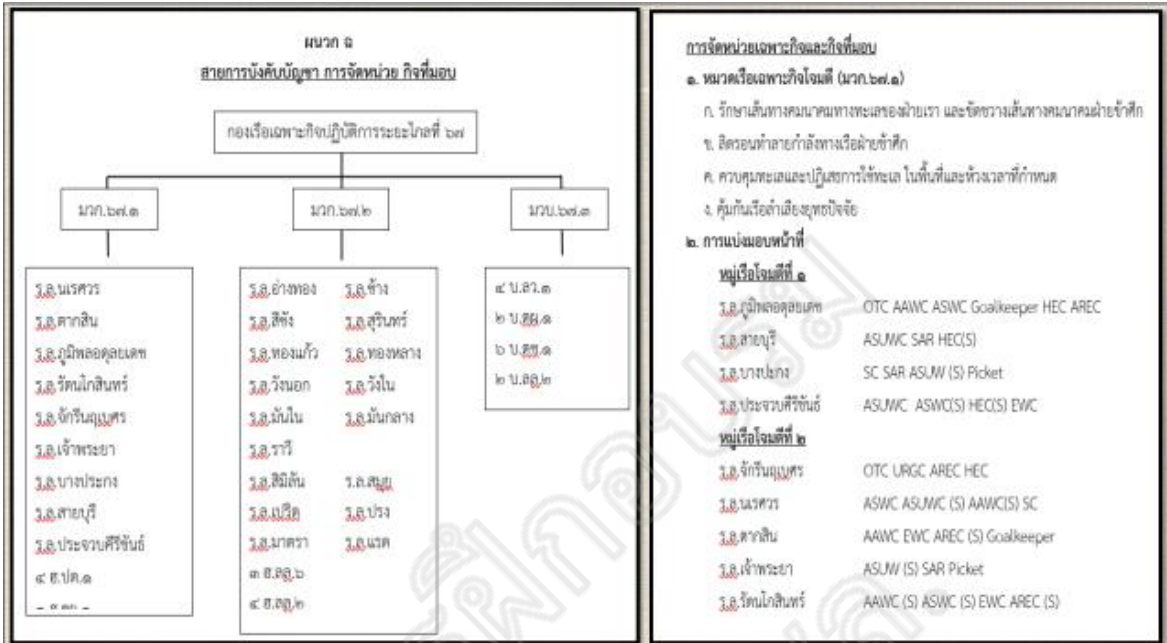 ผนวก ฉ
สายการบังคับบัญชา การจัดหน่วย กิจที่มอบ
กองเรือเฉพาะกิจปฏิบัติการระยะไกลที่ ๖๗
มวก.๖๗.๑
มวก.๖๗.๒
มวบ.๖๗.๓
ร.ล.นเรศวร
ร.ล.ตากสิน
ร.ล.ภูมิพลอดุลยเดช
ร.ล.รัตนโกสินทร์
ร.ล.จักรีนฤเบศร
ร.ล.เจ้าพระยา
ร.ล.บางประกง
ร.ล.สายบุรี
ร.ล.ประจวบคีรีขันธ์
๔ ฮ.ปด.๑
ร.ล.อ่างทอง ร.ล.ช้าง
ร.ล.สีชัง ร.ล.สุรินทร์
ร.ล.ทองแก้ว ร.ล.ทองหลาง
ร.ล.วังนอก ร.ล.วังใน
ร.ล.มันใน ร.ล.มันกลาง
ร.ล.ราวี
ร.ล.สิมิลัน ร.ล.สมุย
ร.ล.เปริด ร.ล.ปรง
ร.ล.มาตรา ร.ล.แรด
๓ ฮ.ลล.๖
๔ ฮ.ลล.๒
๔ บ.ลว.๑
๒ บ.ตผ.๑
๖ บ.ตช.๑
๒ บ.ลล.๒
การจัดหน่วยเฉพาะกิจและกิจที่มอบ
๑. หมวดเรือเฉพาะกิจโจมตี (มวก.๖๗.๑)
ก. รักษาเส้นทางคมนาคมทางทะเลของฝ่ายเรา และขัดขวางเส้นทางคมนาคมฝ่ายข้าศึก
ข. ลิดรอนทำลายกำลังทางเรือฝ่ายข้าศึก
ค. ควบคุมทะเลและปฏิเสธการใช้ทะเล ในพื้นที่และห้วงเวลาที่กำหนด
ง. คุ้มกันเรือลำเลียงยุทธปัจจัย
๒. การแบ่งมอบหน้าที่
หมู่เรือโจมตีที่ ๑
ร.ล.ภูมิพลอดุลยเดช OTC AAWC ASWC Goalkeeper HEC AREC
ร.ล.สายบุรี ASUWC SAR HEC(S)
ร.ล.บางปะกง SC SAR ASUW (S) Picket
ร.ล.ประจวบคีรีขันธ์ ASUWC ASWC(S) HEC(S) EWC
หมู่เรือโจมตีที่ ๒
ร.ล.จักรีนฤเบศร OTC URGC AREC HEC
ร.ล.นเรศวร ASWC ASUWC (S) AAWC(S) SC
ร.ล.ตากสิน AAWC EWC AREC (S) Goalkeeper
ร.ล.เจ้าพระยา ASUW (S) SAR Picket
ร.ล.รัตนโกสินทร์ AAWC (S) ASWC (S) EWC AREC (S)